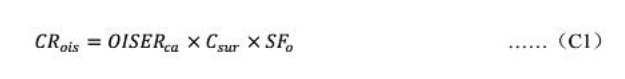 CR_ois = OISER_ca × C_sur × SF_o ……（C1）